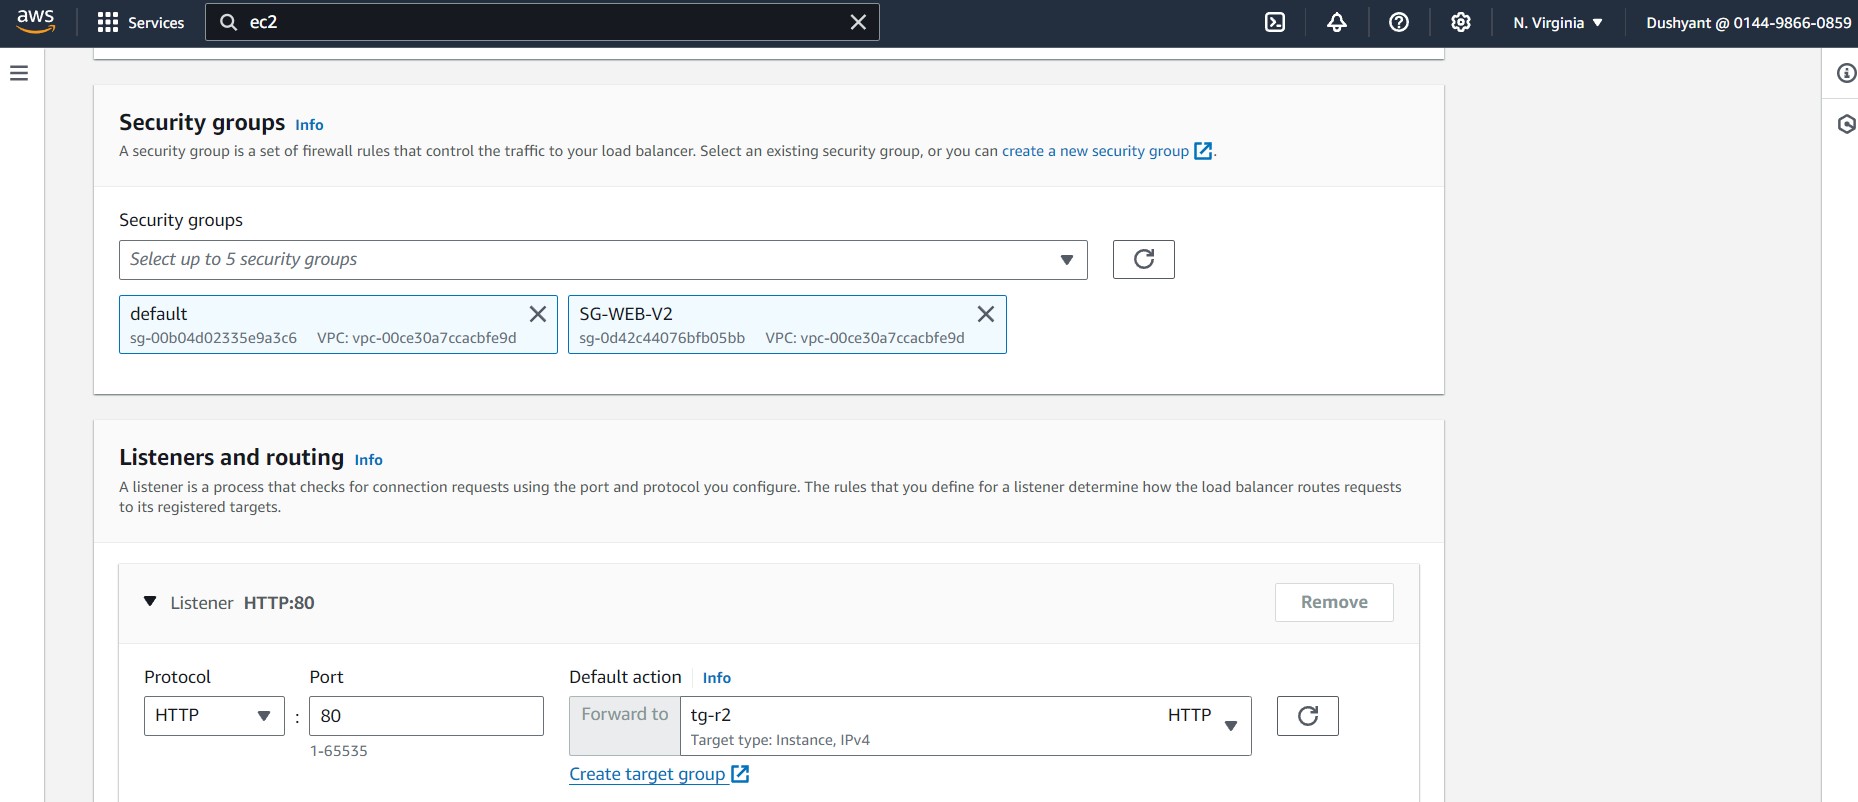 aws
Services
ec2
N. Virginia
Dushyant @ 0144-9866-0859
Security groups Info
A security group is a set of firewall rules that control the traffic to your load balancer. Select an existing security group, or you can create a new security group .
Security groups
Select up to 5 security groups
default
sg-00b04d02335e9a3c6 VPC: vpc-00ce30a7ccacbfe9d
SG-WEB-V2
sg-0d42c44076bfb05bb VPC: vpc-00ce30a7ccacbfe9d
Listeners and routing Info
A listener is a process that checks for connection requests using the port and protocol you configure. The rules that you define for a listener determine how the load balancer routes requests
to its registered targets.
Listener HTTP:80
Remove
Protocol
HTTP
:
Port
80
1-65535
Default action Info
Forward to
tg-r2 HTTP
Target type: Instance, IPv4
Create target group